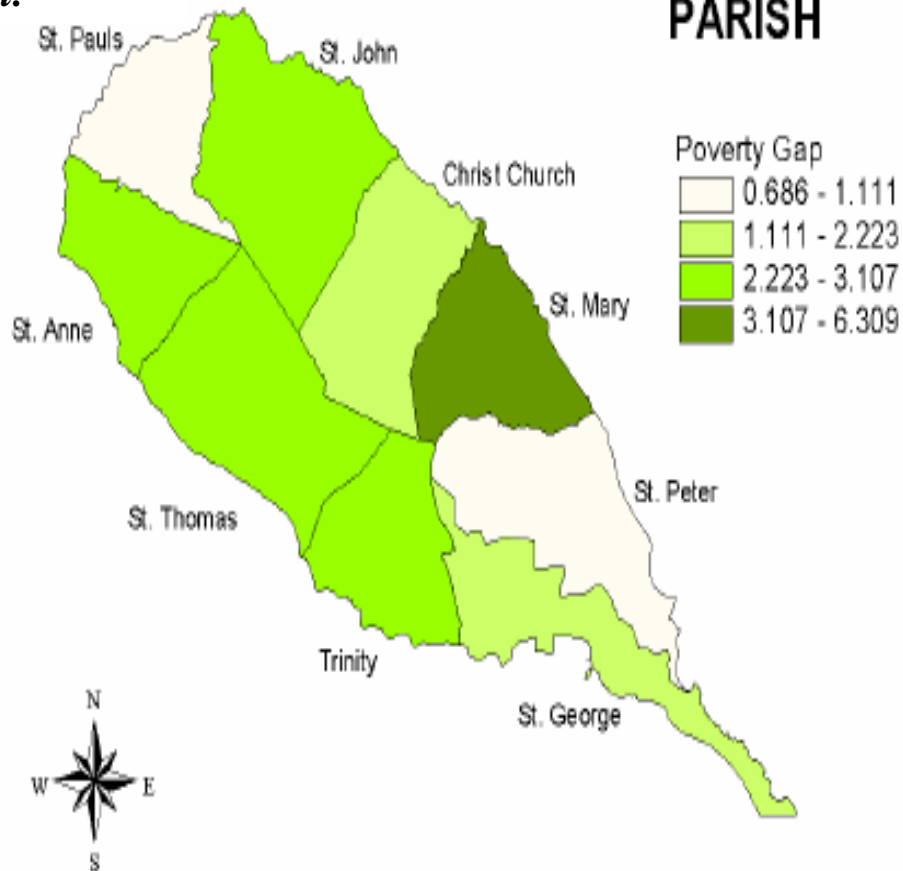 PARISH
St. Pauls
St. John
Christ Church
St. Mary
St. Anne
St. Peter
St. Thomas
Trinity
St. George
Poverty Gap
0.686 - 1.111
1.111 - 2.223
2.223 - 3.107
3.107 - 6.309
N
W E
S